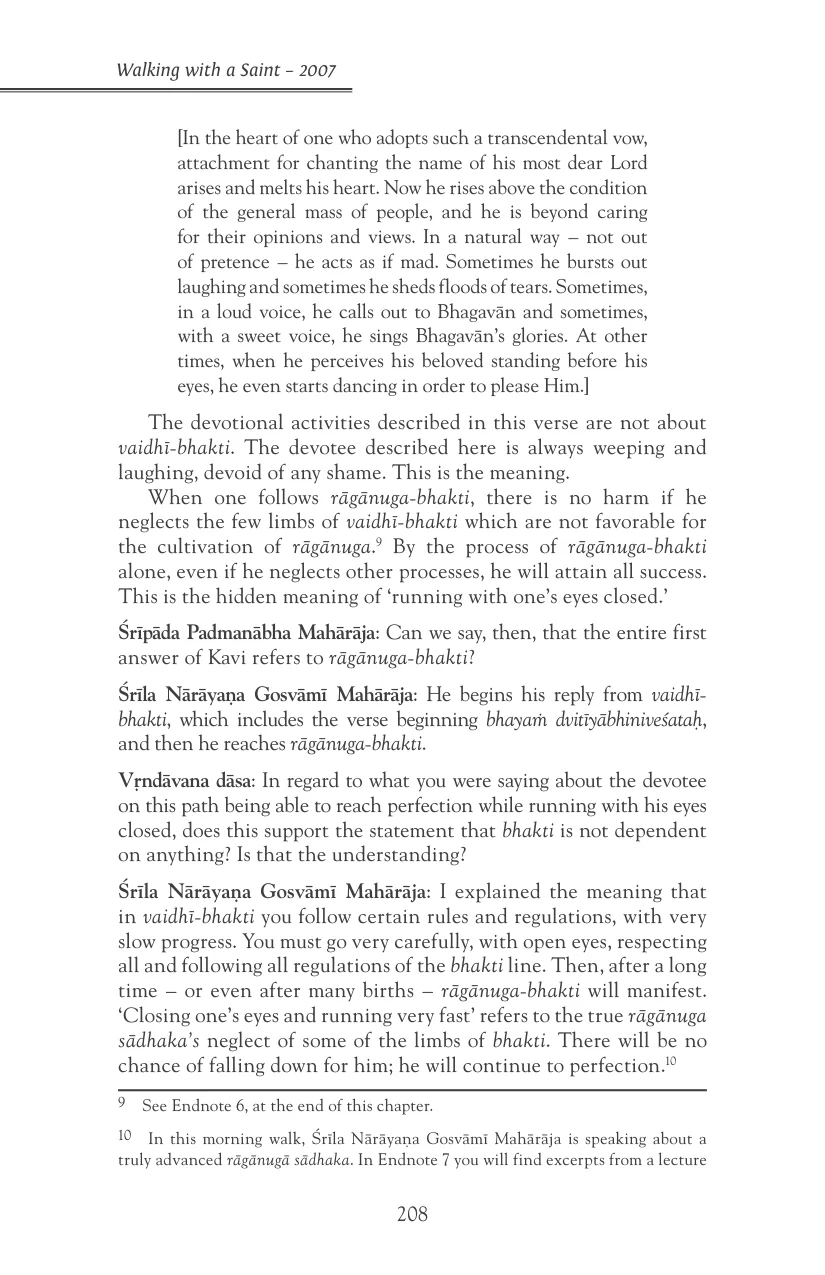 Walking with a Saint – 2007
[In the heart of one who adopts such a transcendental vow,
attachment for chanting the name of his most dear Lord
arises and melts his heart. Now he rises above the condition
of the general mass of people, and he is beyond caring
for their opinions and views. In a natural way – not out
of pretence – he acts as if mad. Sometimes he bursts out
laughing and sometimes he sheds floods of tears. Sometimes,
in a loud voice, he calls out to Bhagavān and sometimes,
with a sweet voice, he sings Bhagavān’s glories. At other
times, when he perceives his beloved standing before his
eyes, he even starts dancing in order to please Him.]
The devotional activities described in this verse are not about
vaidhī-bhakti. The devotee described here is always weeping and
laughing, devoid of any shame. This is the meaning.
When one follows rāgānuga-bhakti, there is no harm if he
neglects the few limbs of vaidhī-bhakti which are not favorable for
the cultivation of rāgānuga.9 By the process of rāgānuga-bhakti
alone, even if he neglects other processes, he will attain all success.
This is the hidden meaning of ‘running with one’s eyes closed.’
Śrīpāda Padmanābha Mahārāja: Can we say, then, that the entire first
answer of Kavi refers to rāgānuga-bhakti?
Śrīla Nārāyaṇa Gosvāmī Mahārāja: He begins his reply from vaidhī-
bhakti, which includes the verse beginning bhayaṁ dvitīyābhiniveśataḥ,
and then he reaches rāgānuga-bhakti.
Vṛndāvana dāsa: In regard to what you were saying about the devotee
on this path being able to reach perfection while running with his eyes
closed, does this support the statement that bhakti is not dependent
on anything? Is that the understanding?
Śrīla Nārāyaṇa Gosvāmī Mahārāja: I explained the meaning that
in vaidhī-bhakti you follow certain rules and regulations, with very
slow progress. You must go very carefully, with open eyes, respecting
all and following all regulations of the bhakti line. Then, after a long
time – or even after many births – rāgānuga-bhakti will manifest.
‘Closing one’s eyes and running very fast’ refers to the true rāgānuga
sādhaka’s neglect of some of the limbs of bhakti. There will be no
chance of falling down for him; he will continue to perfection.10
9 See Endnote 6, at the end of this chapter.
10 In this morning walk, Śrīla Nārāyaṇa Gosvāmī Mahārāja is speaking about a
truly advanced rāgānugā sādhaka. In Endnote 7 you will find excerpts from a lecture
208